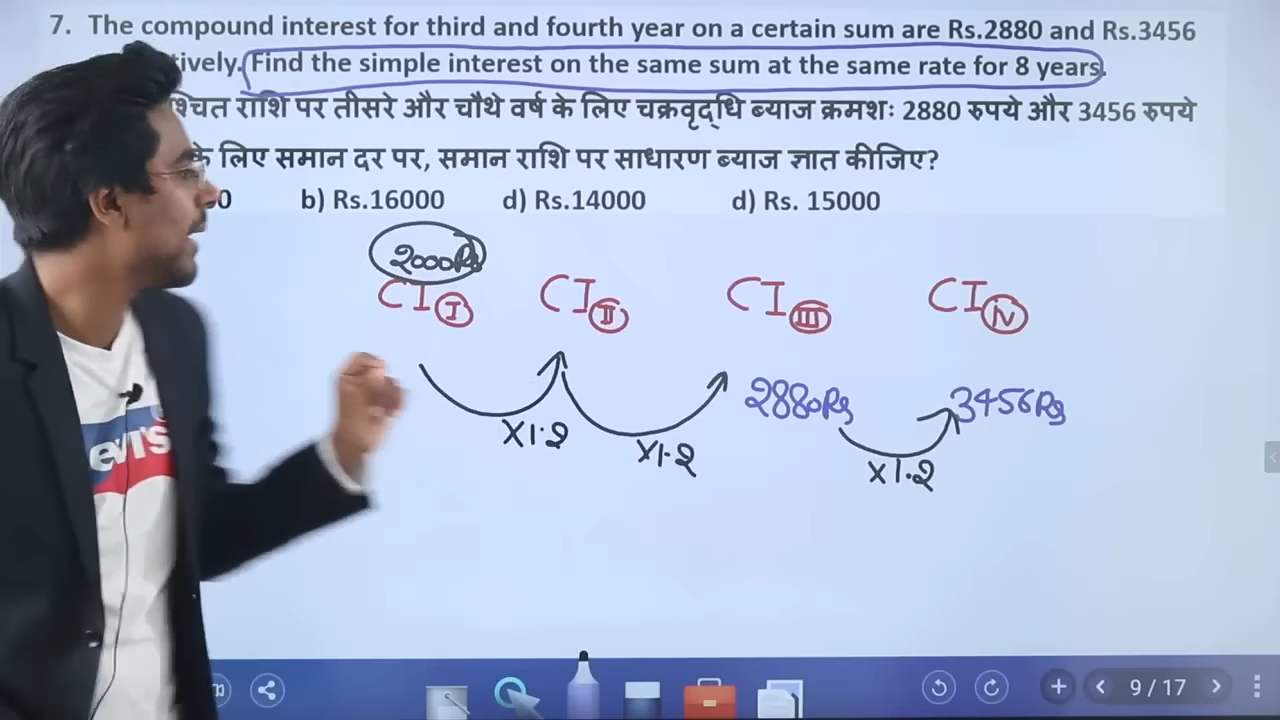 7. The compound interest for third and fourth year on a certain sum are Rs.2880 and Rs.3456
tively. Find the simple interest on the same sum at the same rate for 8 years.
श्चित राशि पर तीसरे और चौथे वर्ष के लिए चक्रवृद्धि ब्याज क्रमशः 2880 रुपये और 3456 रुपये
के लिए समान दर पर, समान राशि पर साधारण ब्याज ज्ञात कीजिए?
0 b) Rs.16000 d) Rs.14000 d) Rs. 15000
2000Rs
CI I CI II CI III CI iv
2880Rs 3456Rs
X1.2 X1.2 X1.2
9 / 17